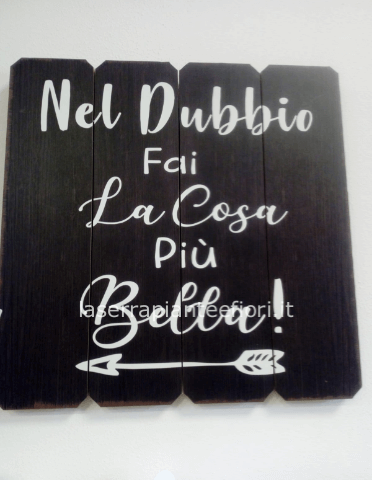 Nel Dubbio
Fai
La Cosa
Più
Bella!
laserrapianteefiori.it